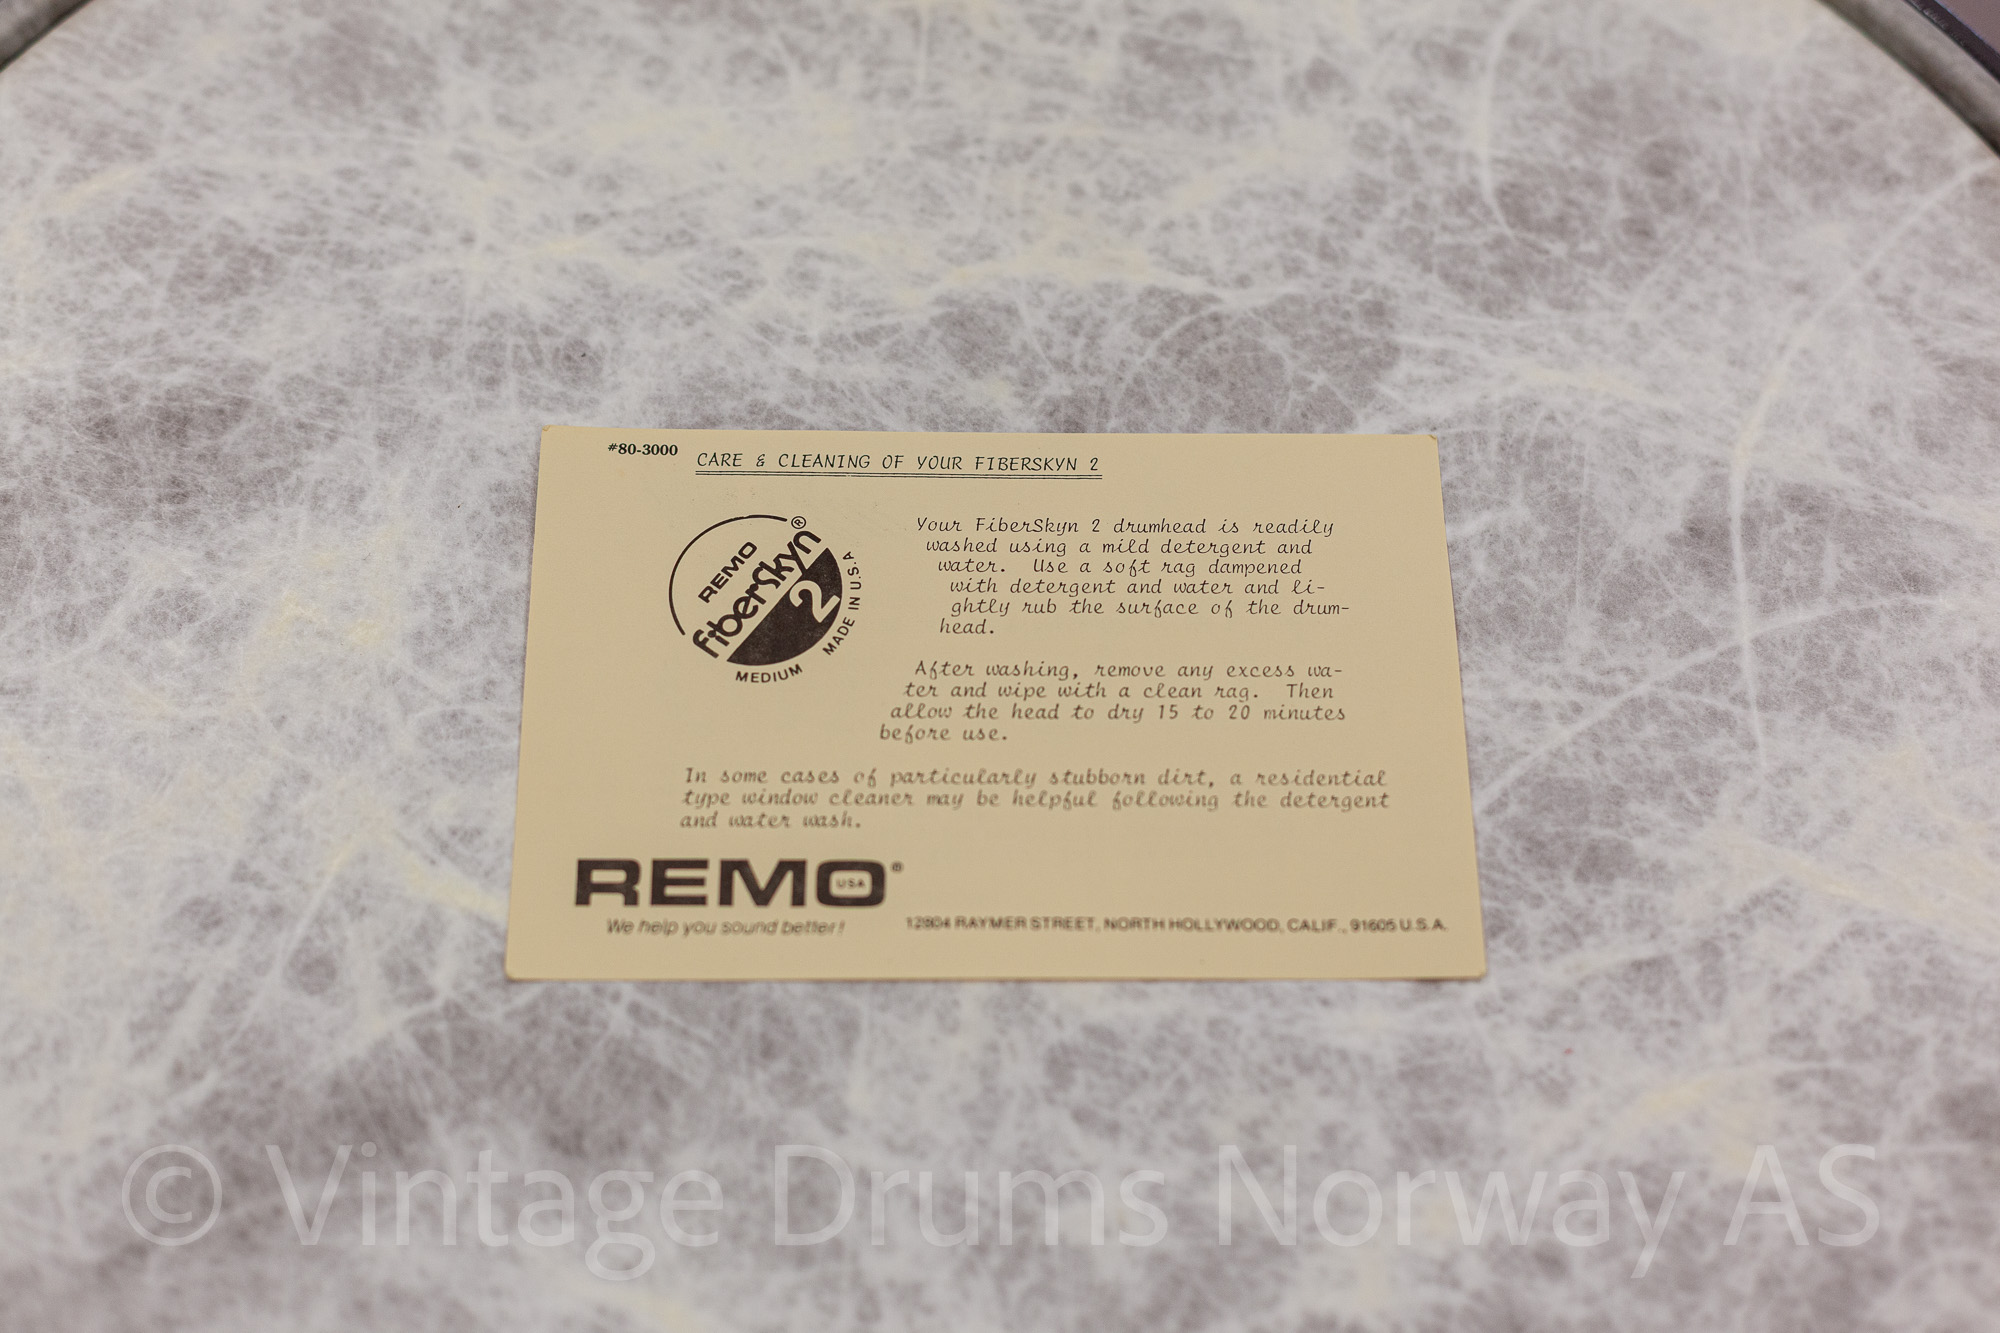 #80-3000
CARE & CLEANING OF YOUR FIBERSKYN 2
REMO
fiberskyn®
2
MEDIUM MADE IN U.S.A
Your FiberSkyn 2 drumhead is readily
washed using a mild detergent and
water. Use a soft rag dampened
with detergent and water and li-
ghtly rub the surface of the drum-
head.
After washing, remove any excess wa-
ter and wipe with a clean rag. Then
allow the head to dry 15 to 20 minutes
before use.
In some cases of particularly stubborn dirt, a residential
type window cleaner may be helpful following the detergent
and water wash.
REMO®
USA
We help you sound better!
12804 RAYMER STREET, NORTH HOLLYWOOD, CALIF., 91605 U.S.A.
© Vintage Drums Norway AS